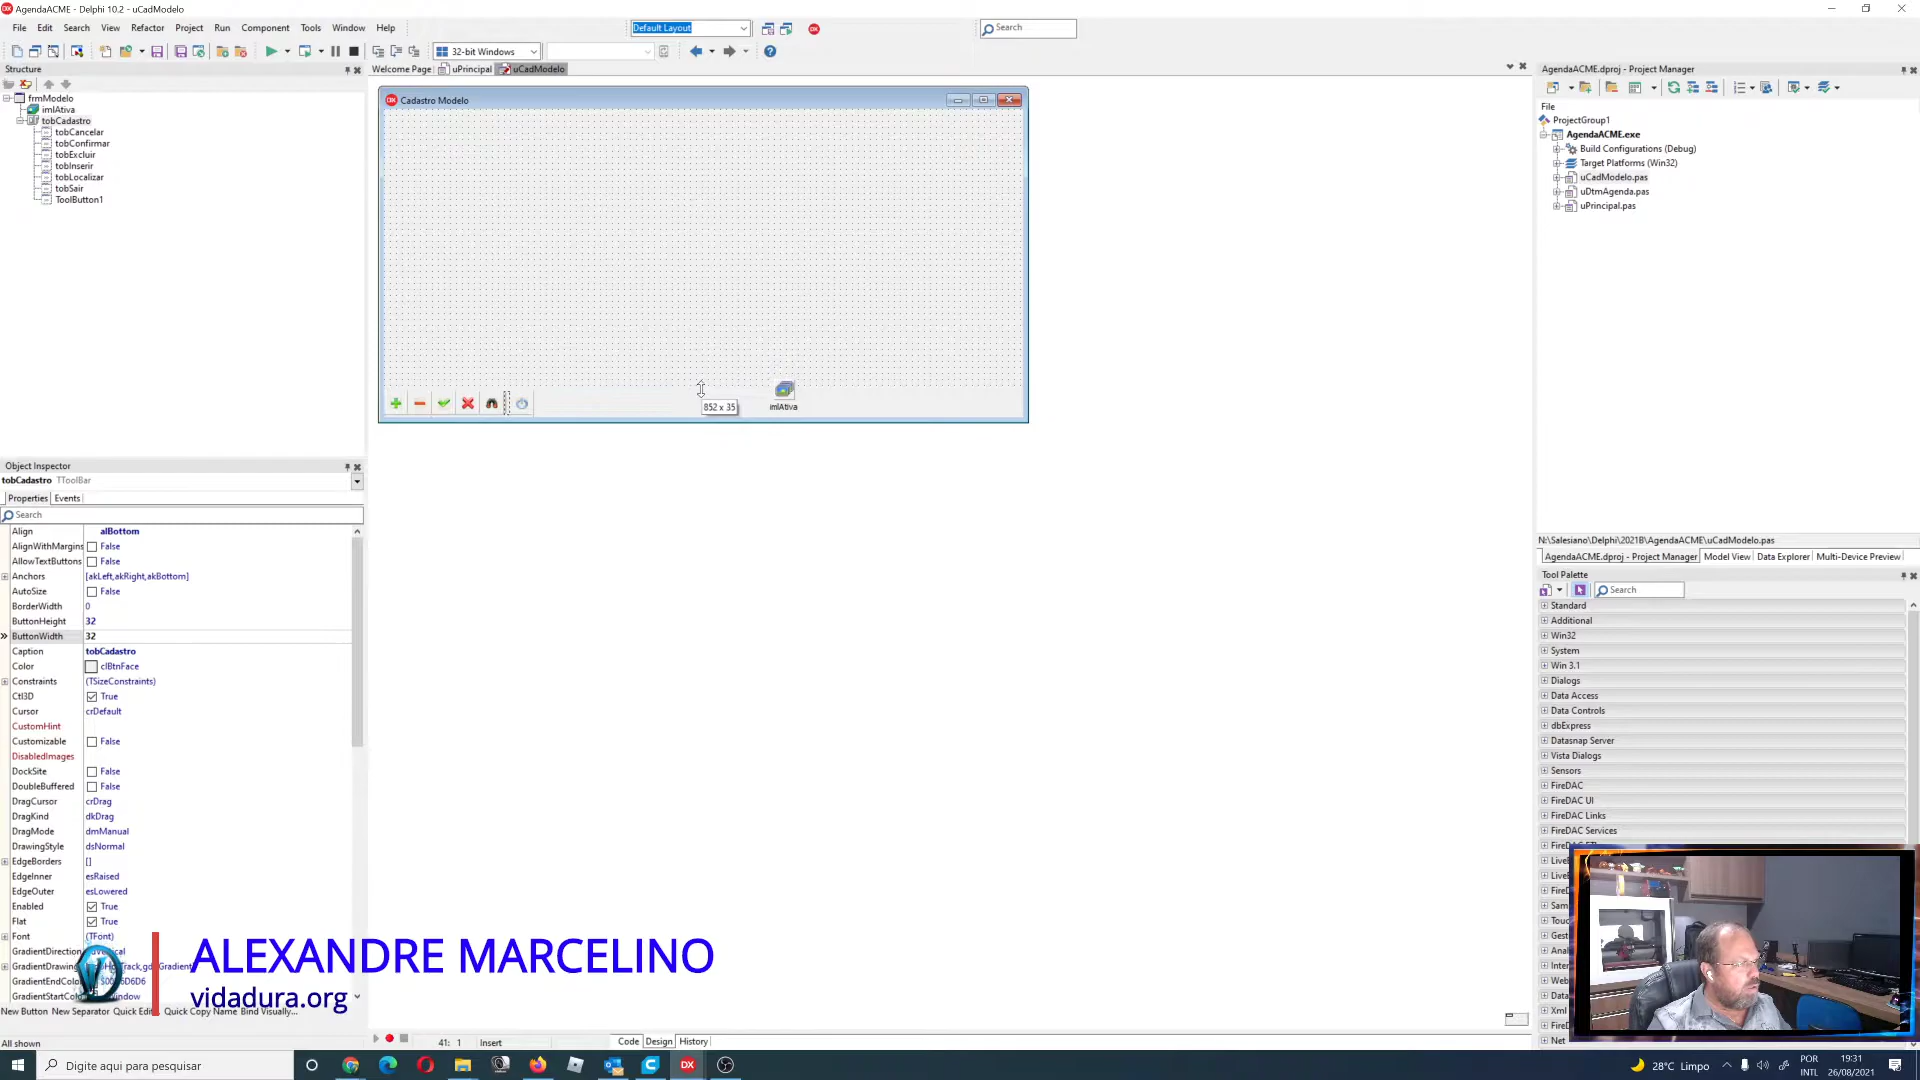 AgendaACME - Delphi 10.2 - uCadModelo
File Edit Search View Refactor Project Run Component Tools Window Help
Default Layout
Search
32-bit Windows
Structure
Welcome Page uPrincipal uCadModelo
AgendaACME.dproj - Project Manager
frmModelo
imlAtiva
tobCadastro
tobCancelar
tobConfirmar
tobExcluir
tobInserir
tobLocalizar
tobSair
ToolButton1
Cadastro Modelo
852 x 35
imlAtiva
File
ProjectGroup1
AgendaACME.exe
Build Configurations (Debug)
Target Platforms (Win32)
uCadModelo.pas
uDtmAgenda.pas
uPrincipal.pas
Object Inspector
tobCadastro TToolBar
Properties Events
Search
Align alBottom
AlignWithMargins False
AllowTextButtons False
Anchors [akLeft,akRight,akBottom]
AutoSize False
BorderWidth 0
ButtonHeight 32
ButtonWidth 32
Caption tobCadastro
Color clBtnFace
Constraints (TSizeConstraints)
Ctl3D True
Cursor crDefault
CustomHint
Customizable False
DisabledImages
DockSite False
DoubleBuffered False
DragCursor crDrag
DragKind dkDrag
DragMode dmManual
DrawingStyle dsNormal
EdgeBorders []
EdgeInner esRaised
EdgeOuter esLowered
Enabled True
Flat True
Font (TFont)
GradientDirection
GradientDrawing
GradientEndColo
GradientStartColo
New Button New Separator Quick Edit Quick Copy Name Bind Visually...
All shown
ALEXANDRE MARCELINO
vidadura.org
41: 1 Insert
Code Design History
N:\Salesiano\Delphi\2021B\AgendaACME\uCadModelo.pas
AgendaACME.dproj - Project Manager Model View Data Explorer Multi-Device Preview
Tool Palette
Search
Standard
Additional
Win32
System
Win 3.1
Dialogs
Data Access
Data Controls
dbExpress
Datasnap Server
Vista Dialogs
Sensors
FireDAC
FireDAC UI
FireDAC Links
FireDAC Services
Net
Digite aqui para pesquisar
28°C Limpo
POR
INTL
19:31
26/08/2021